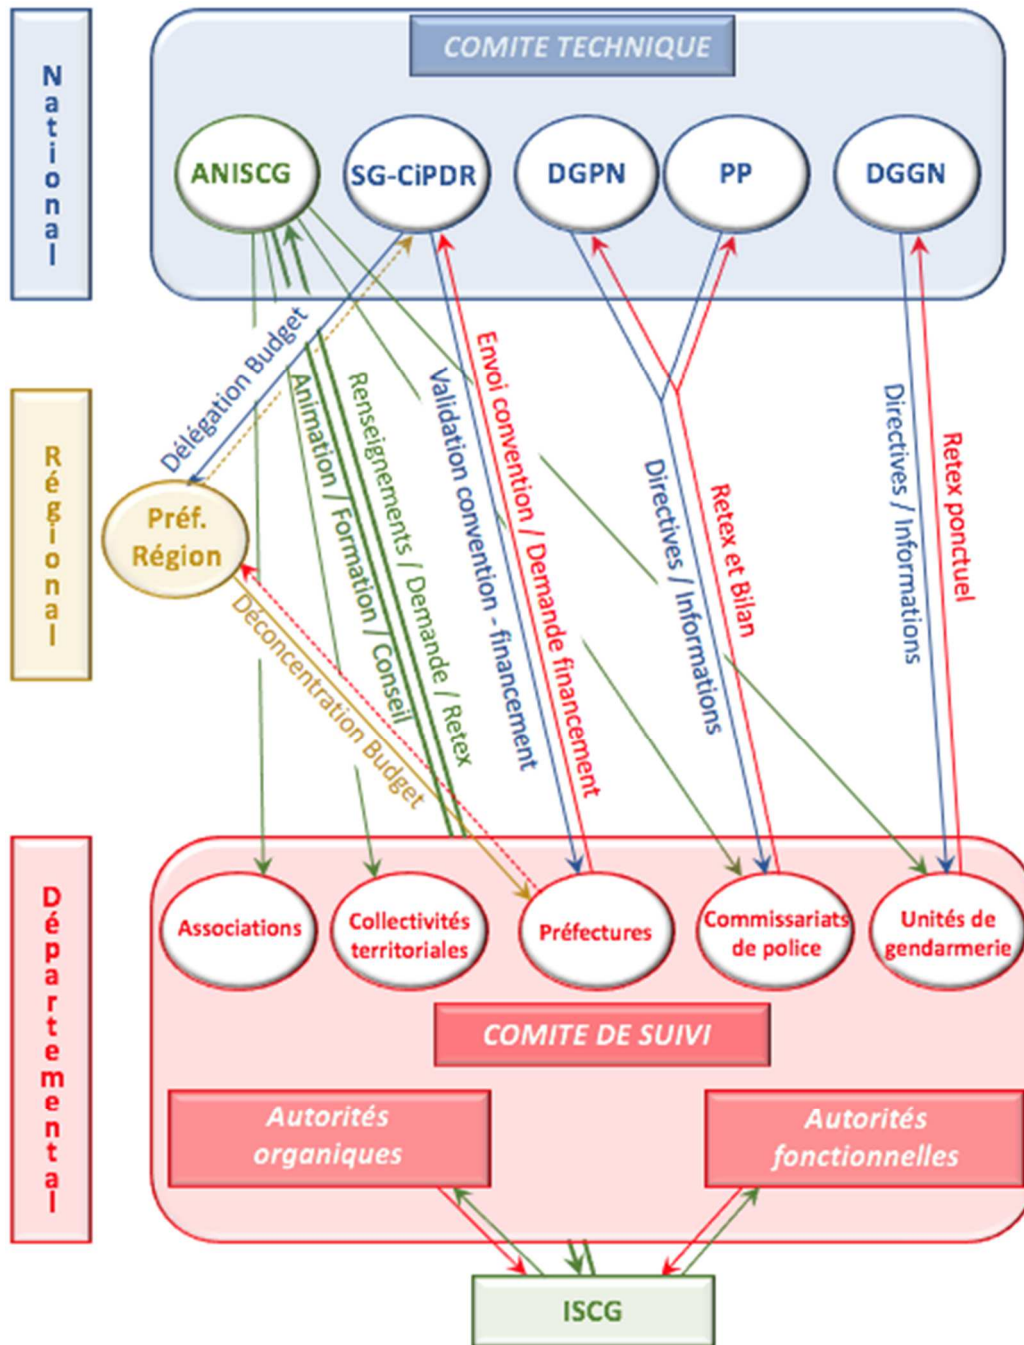 National
COMITE TECHNIQUE
ANISCG
SG-CiPDR
DGPN
PP
DGGN
Délégation Budget
Animation / Formation / Conseil
Renseignements / Demande / Retex
Validation convention - financement
Envoi convention / Demande financement
Directives / Informations
Retex et Bilan
Directives / Informations
Retex ponctuel
Régional
Préf.
Région
Déconcentration Budget
Départemental
Associations
Collectivités
territoriales
Préfectures
Commissariats
de police
Unités de
gendarmerie
COMITE DE SUIVI
Autorités
organiques
Autorités
fonctionnelles
ISCG